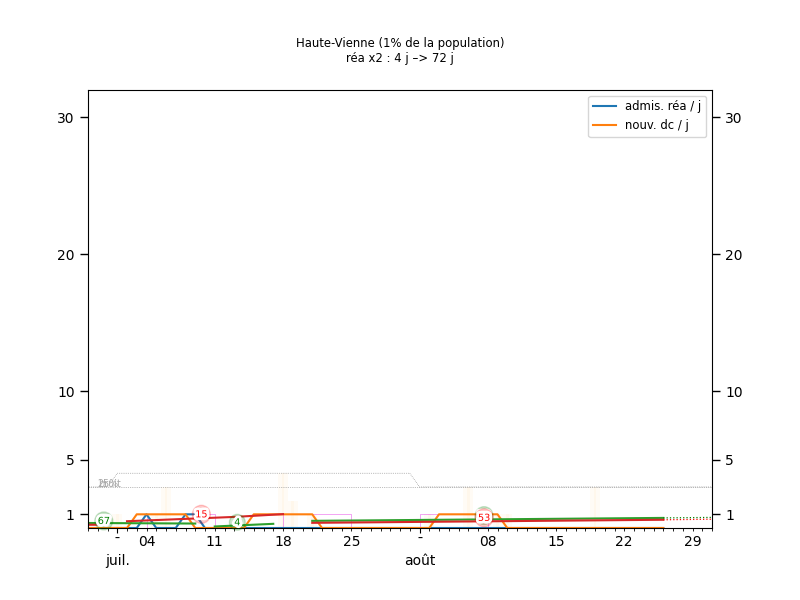 Haute-Vienne (1% de la population)
réa x2 : 4 j –> 72 j
admis. réa / j
nouv. dc / j
30 30
20 20
10 10
5 5
1 1
67 15 4 53
- 04 11 18 25 - 08 15 22 29
juil. août